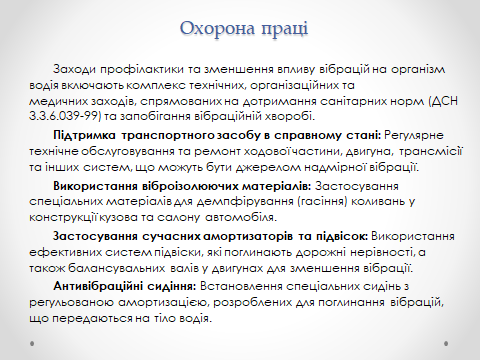 Охорона праці
Заходи профілактики та зменшення впливу вібрацій на організм
водія включають комплекс технічних, організаційних та
медичних заходів, спрямованих на дотримання санітарних норм (ДСН
3.3.6.039-99) та запобігання вібраційній хворобі.
Підтримка транспортного засобу в справному стані: Регулярне
технічне обслуговування та ремонт ходової частини, двигуна, трансмісії
та інших систем, що можуть бути джерелом надмірної вібрації.
Використання віброізолюючих матеріалів: Застосування
спеціальних матеріалів для демпфірування (гасіння) коливань у
конструкції кузова та салону автомобіля.
Застосування сучасних амортизаторів та підвісок: Використання
ефективних систем підвіски, які поглинають дорожні нерівності, а
також балансувальних валів у двигунах для зменшення вібрації.
Антивібраційні сидіння: Встановлення спеціальних сидінь з
регульованою амортизацією, розроблених для поглинання вібрацій,
що передаються на тіло водія.